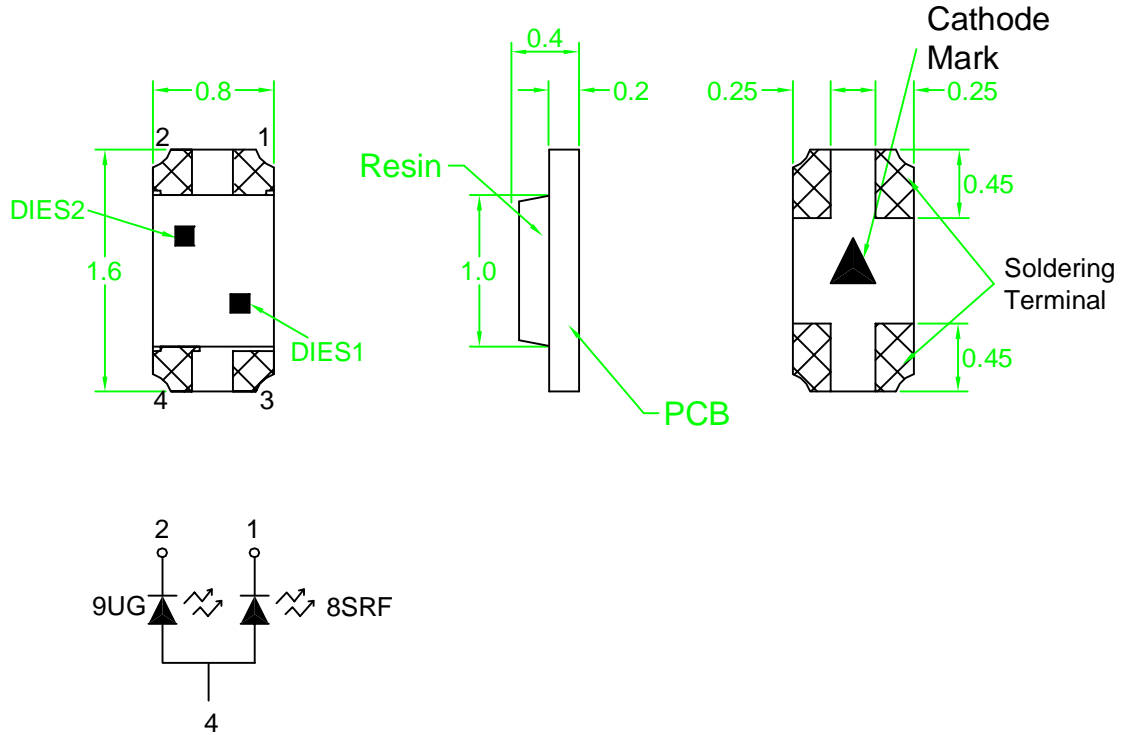 Cathode
Mark
0.8
0.4
0.2
0.25
0.25
2
1
DIES2
1.6
DIES1
4
3
Resin
1.0
PCB
0.45
Soldering
Terminal
0.45
2
1
9UG
8SRF
4